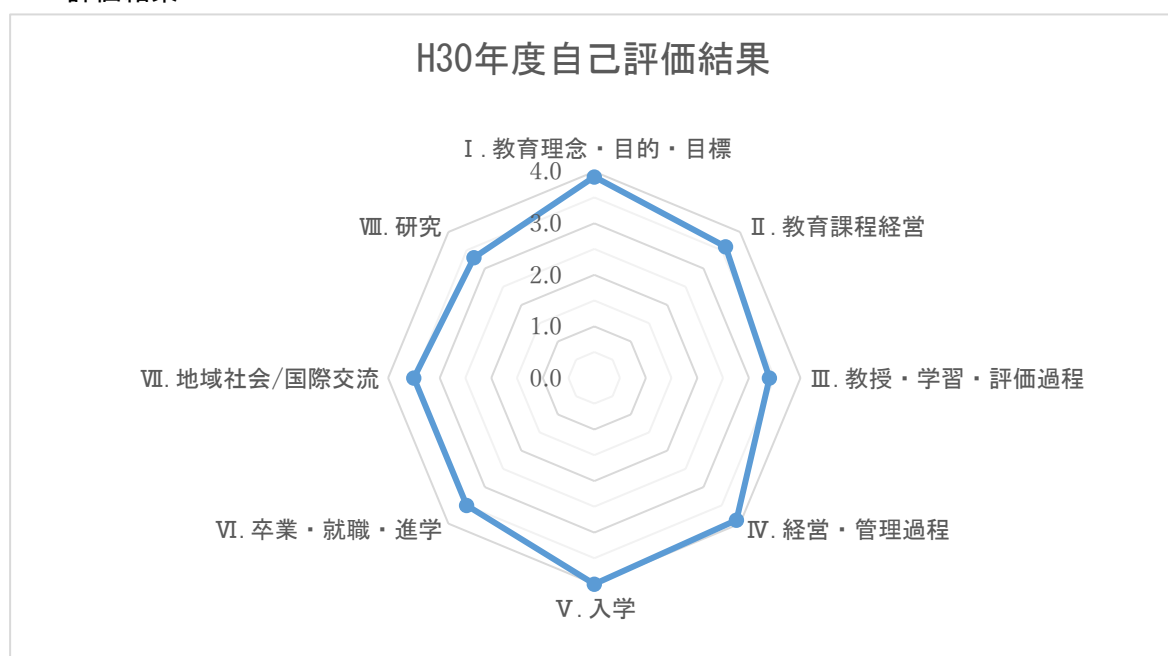 H30年度自己評価結果
Ⅰ.教育理念・目的・目標
4.0
3.0
2.0
1.0
0.0
Ⅱ.教育課程経営
Ⅲ.教授・学習・評価過程
Ⅳ.経営・管理過程
Ⅴ.入学
Ⅵ.卒業・就職・進学
Ⅶ.地域社会/国際交流
Ⅷ.研究